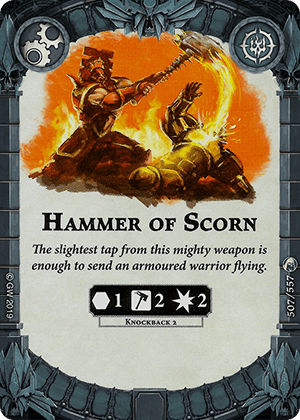 HAMMER OF SCORN
The slightest tap from this mighty weapon is
enough to send an armoured warrior flying.
1 2 2
KNOCKBACK 2
© GW 2019
507/557